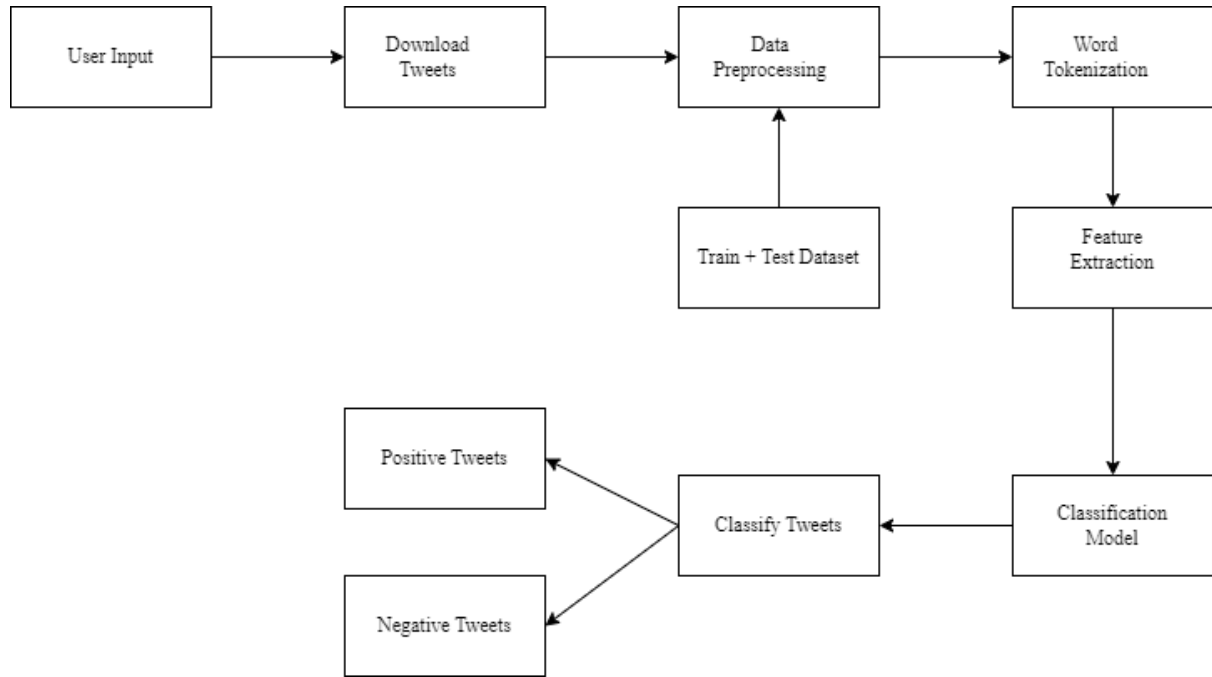 User Input
Download
Tweets
Data
Preprocessing
Word
Tokenization
Train + Test Dataset
Feature
Extraction
Positive Tweets
Classify Tweets
Classification
Model
Negative Tweets